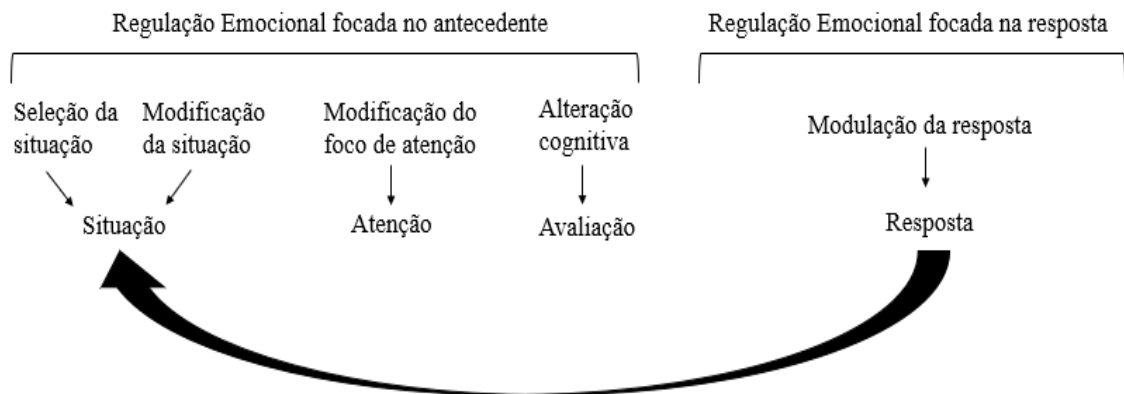 Regulação Emocional focada no antecedente
Regulação Emocional focada na resposta
Seleção da
situação
Modificação
da situação
Modificação do
foco de atenção
Alteração
cognitiva
Modulação da resposta
Situação
Atenção
Avaliação
Resposta